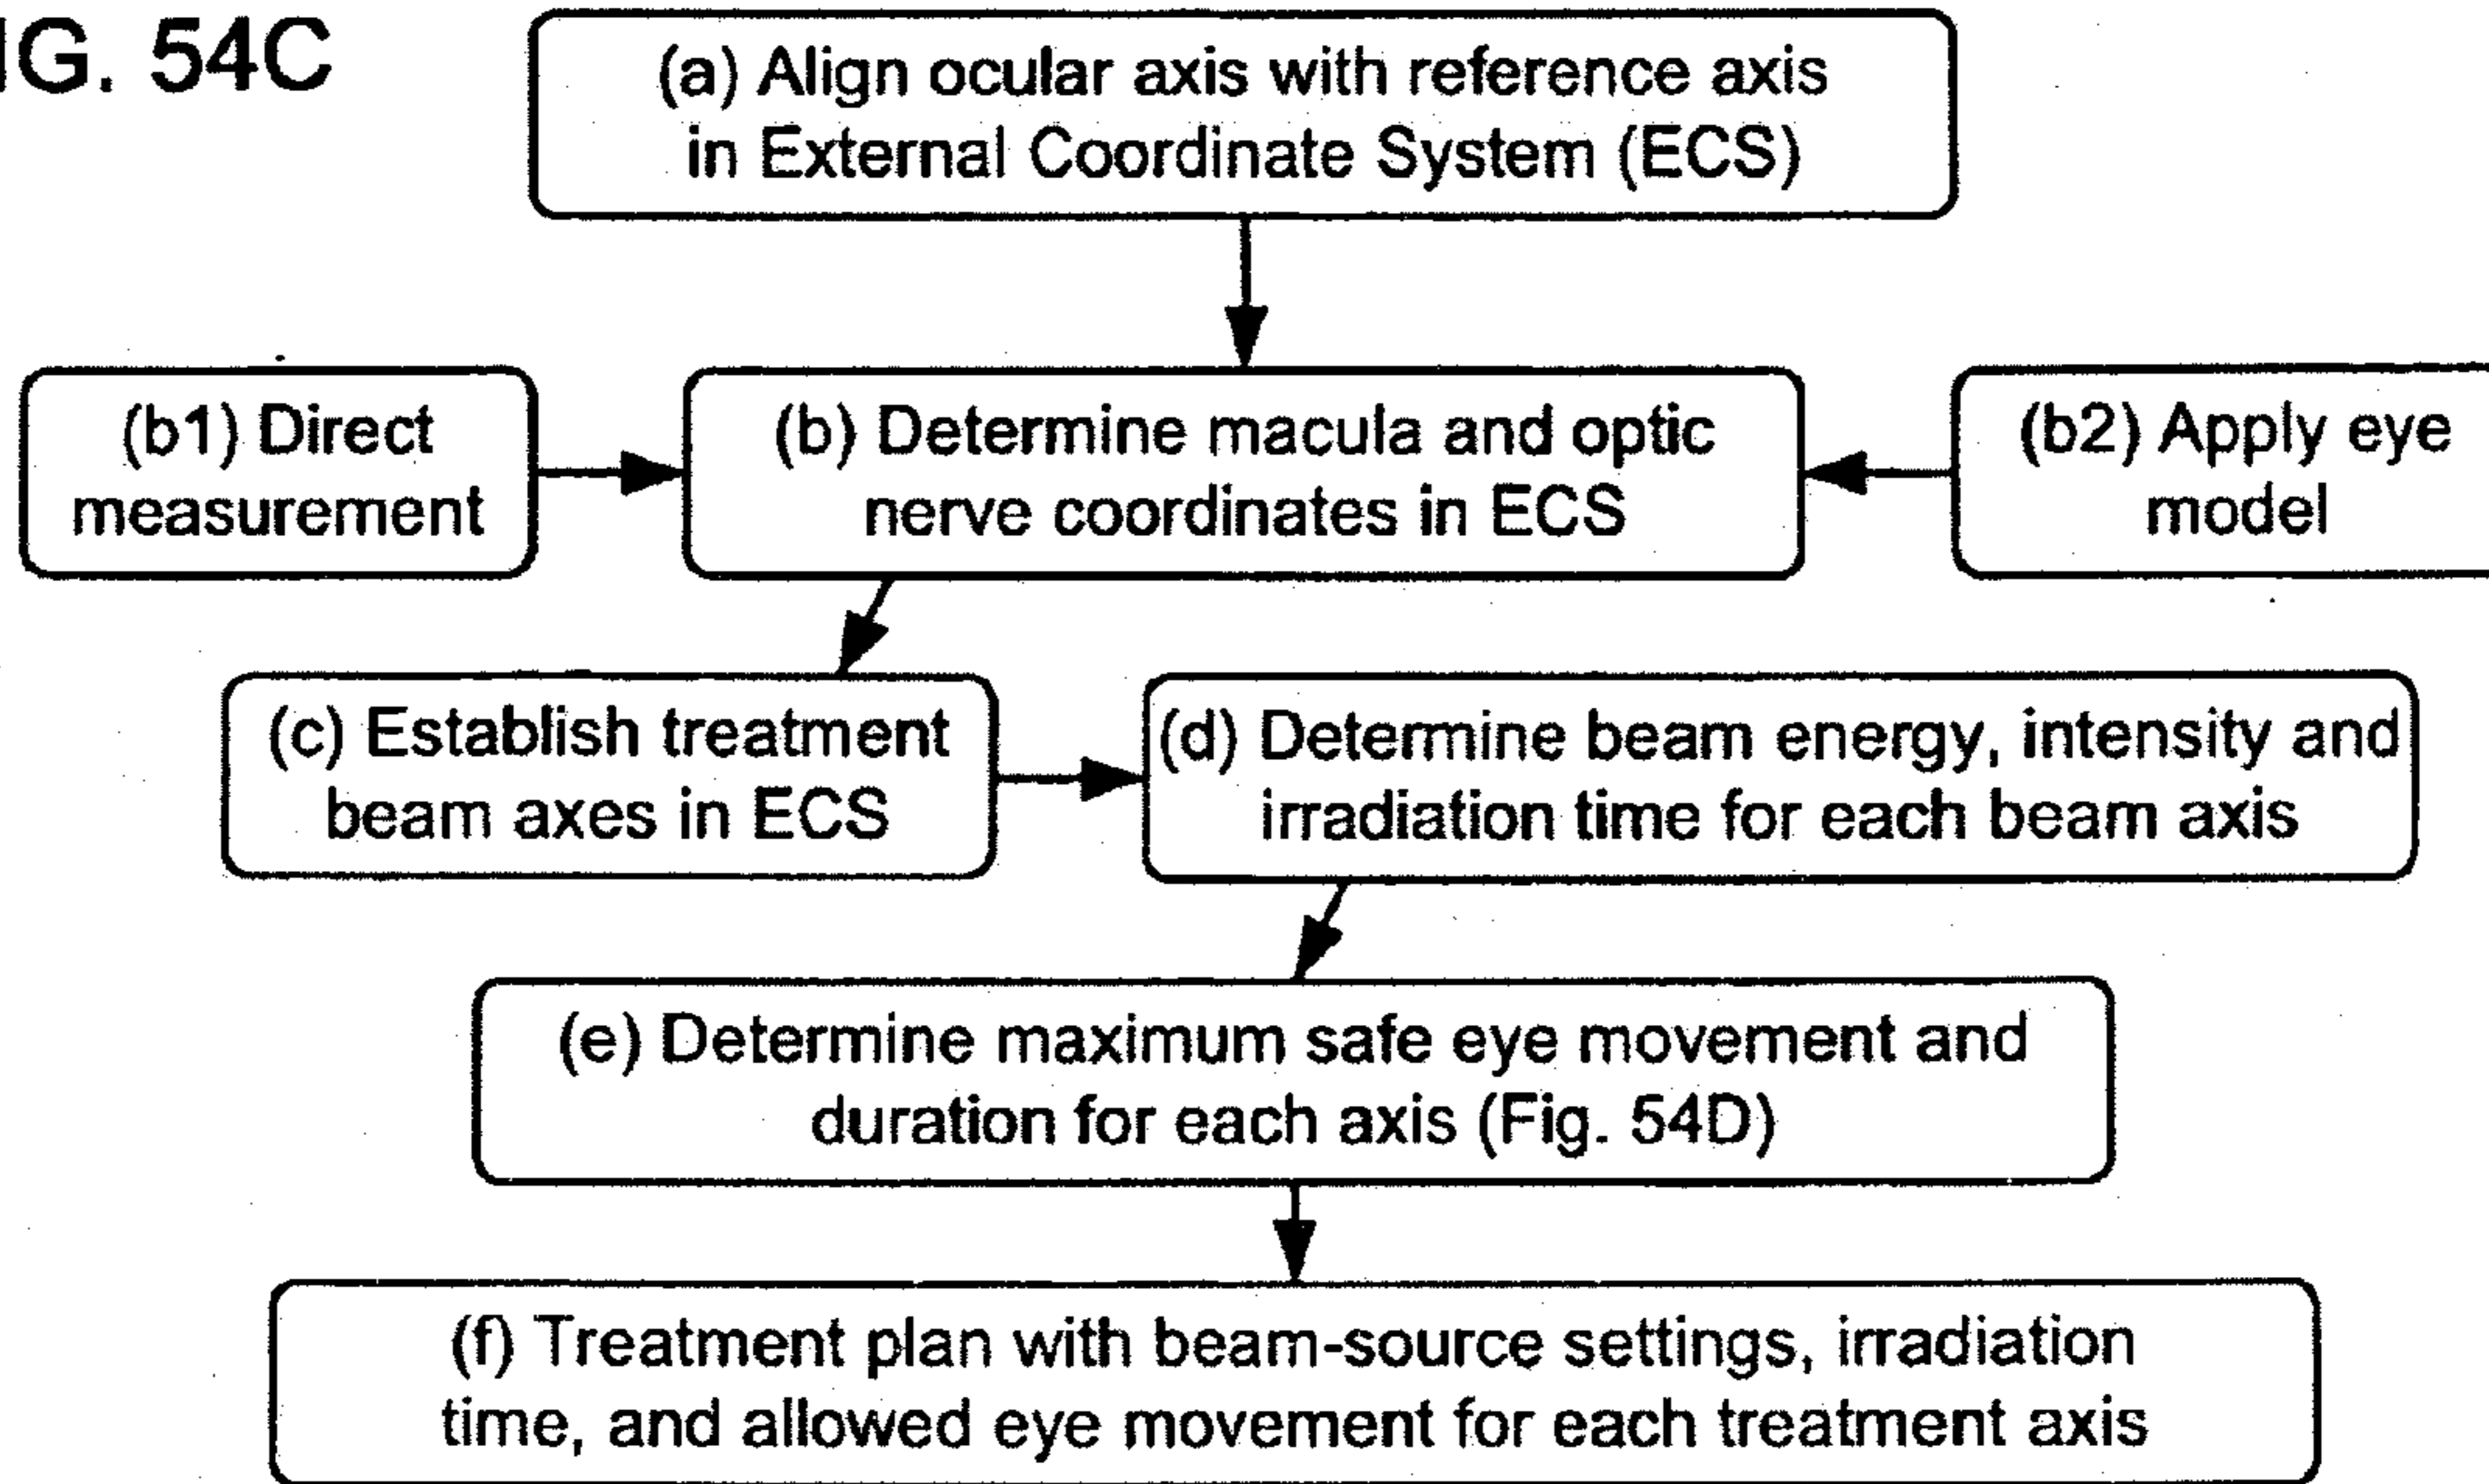 IG. 54C
(a) Align ocular axis with reference axis
in External Coordinate System (ECS)
(b1) Direct
measurement
(b) Determine macula and optic
nerve coordinates in ECS
(b2) Apply eye
model
(c) Establish treatment
beam axes in ECS
(d) Determine beam energy, intensity and
irradiation time for each beam axis
(e) Determine maximum safe eye movement and
duration for each axis (Fig. 54D)
(f) Treatment plan with beam-source settings, irradiation
time, and allowed eye movement for each treatment axis